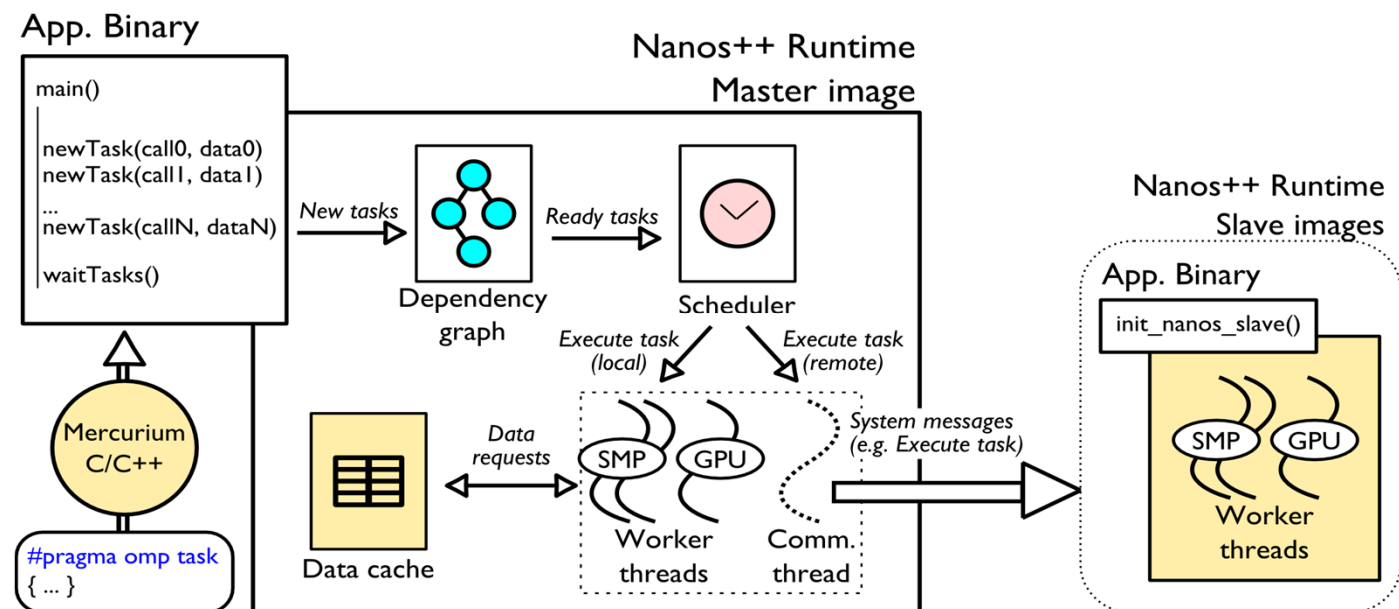 App. Binary
main()
newTask(call0, data0)
newTask(call1, data1)
...
newTask(callN, dataN)
waitTasks()
Nanos++ Runtime
Master image
New tasks
Ready tasks
Dependency
graph
Scheduler
Execute task
(local)
Execute task
(remote)
Mercurium
C/C++
#pragma omp task
{ ... }
Data cache
Data
requests
SMP
GPU
Worker
threads
Comm.
thread
System messages
(e.g. Execute task)
Nanos++ Runtime
Slave images
App. Binary
init_nanos_slave()
SMP
GPU
Worker
threads